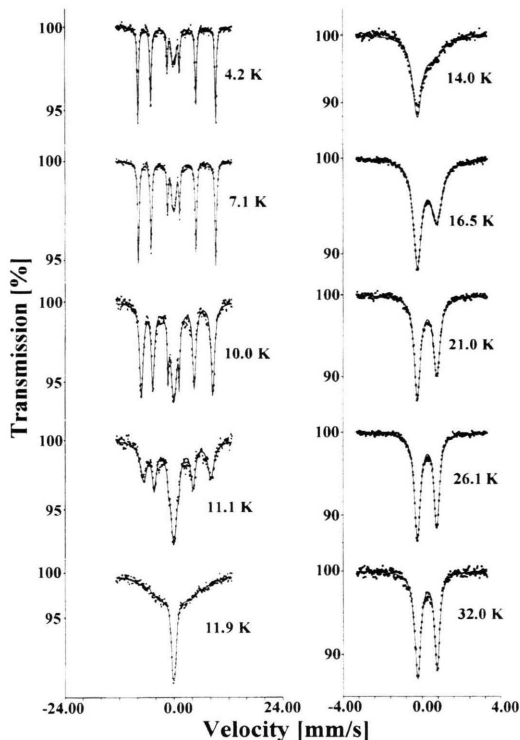 Transmission [%]
100
95
4.2 K
100
95
7.1 K
100
95
10.0 K
100
95
11.1 K
100
95
11.9 K
-24.00
0.00
24.00
100
90
14.0 K
100
90
16.5 K
100
90
21.0 K
100
90
26.1 K
100
90
32.0 K
-4.00
0.00
4.00
Velocity [mm/s]